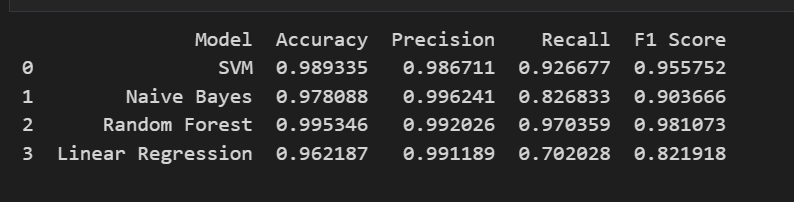 Model Accuracy Precision Recall F1 Score
0 SVM 0.989335 0.986711 0.926677 0.955752
1 Naive Bayes 0.978088 0.996241 0.826833 0.903666
2 Random Forest 0.995346 0.992026 0.970359 0.981073
3 Linear Regression 0.962187 0.991189 0.702028 0.821918